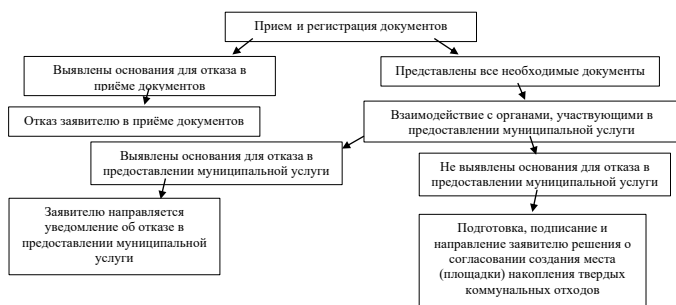 Прием и регистрация документов
Выявлены основания для отказа в
приёме документов
Представлены все необходимые документы
Отказ заявителю в приёме документов
Взаимодействие с органами, участвующими в
предоставлении муниципальной услуги
Выявлены основания для отказа в
предоставлении муниципальной услуги
Не выявлены основания для отказа в
предоставлении муниципальной услуги
Заявителю направляется
уведомление об отказе в
предоставлении муниципальной
услуги
Подготовка, подписание и
направление заявителю решения о
согласовании создания места
(площадки) накопления твердых
коммунальных отходов